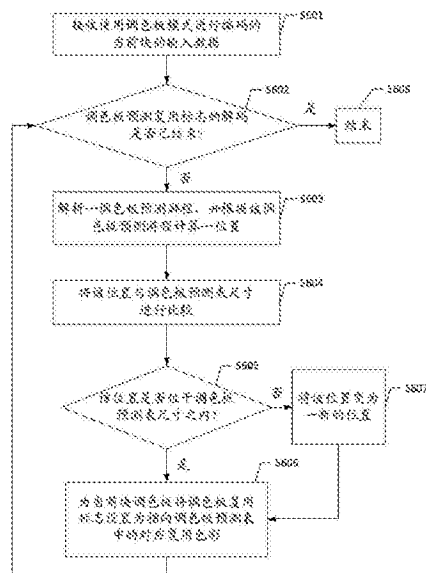 S601
接收使用调色板模式进行编码的
当前块的输入数据
S602
调色板预测复用标志的解码
是否已结束?
是
S608
结束
否
解析一调色板预测游程，并根据该调
色板预测游程计算一位置
S603
将该位置与调色板预测表尺寸
进行比较
S604
S605
该位置是否位于调色板
预测表尺寸之内?
否
将该位置变为
一新的位置
S607
是
S606
为当前块调色板将调色板复用
标志位置为指向调色板预测表
中的对应复用色彩